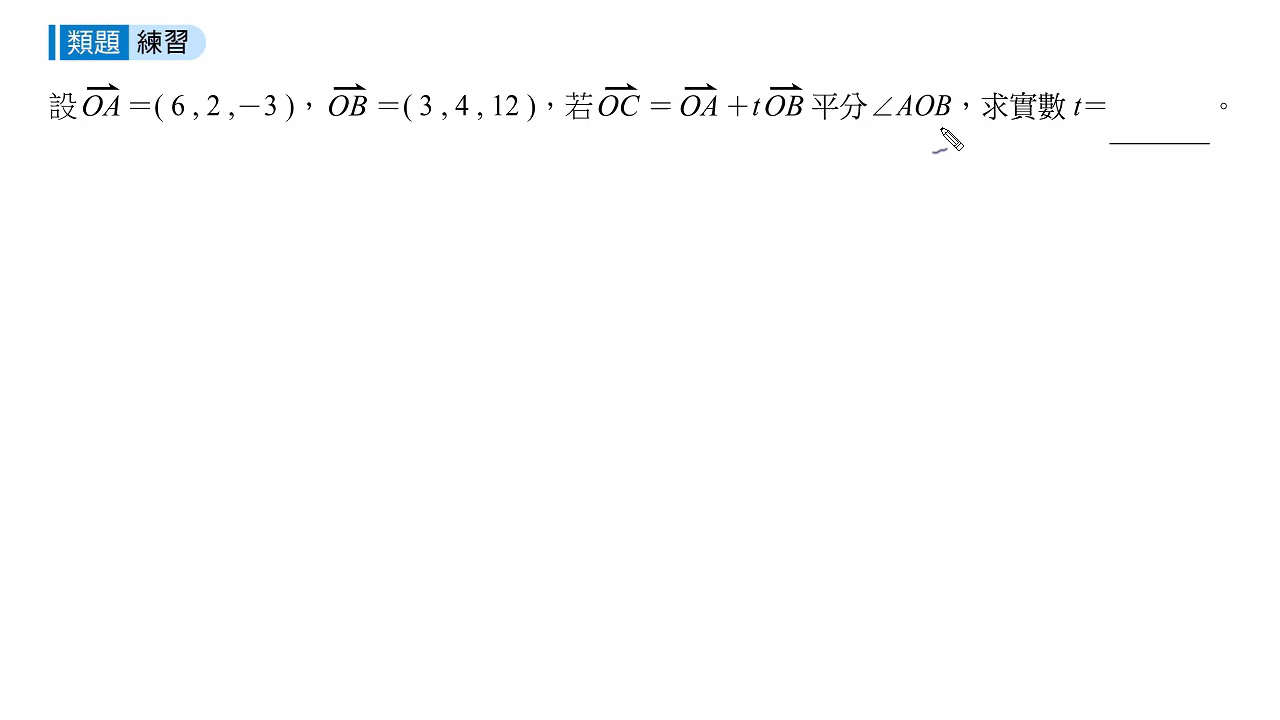 類題 練習
設 $\overrightarrow{OA}$ =( 6 , 2 ,−3 )，$\overrightarrow{OB}$ =( 3 , 4 , 12 )，若 $\overrightarrow{OC}$ = $\overrightarrow{OA}$ + t $\overrightarrow{OB}$ 平分∠AOB，求實數 t= ______ 。